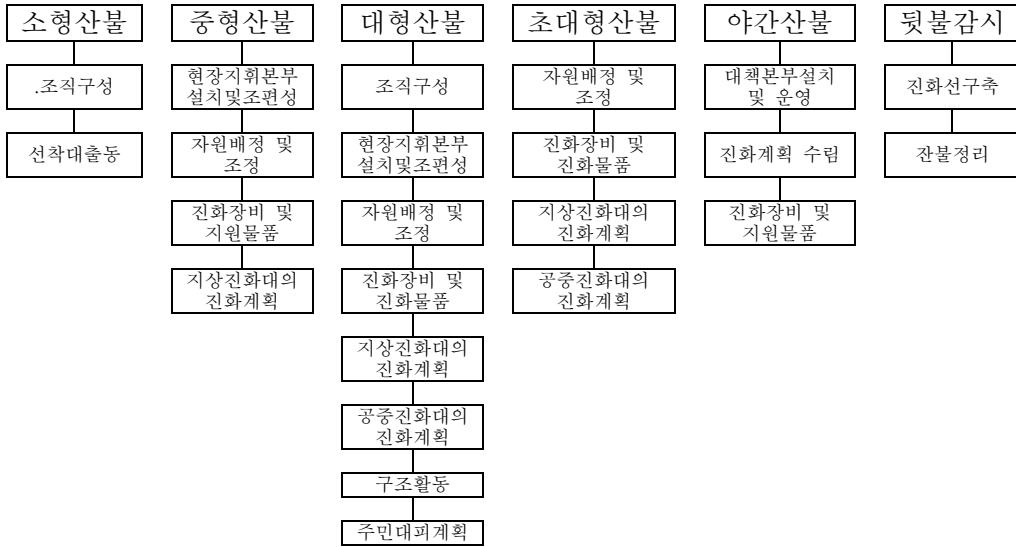 소형산불
.조직구성
선착대출동
중형산불
현장지휘본부
설치및조편성
자원배정 및
조정
진화장비 및
지원물품
지상진화대의
진화계획
대형산불
조직구성
현장지휘본부
설치및조편성
자원배정 및
조정
진화장비 및
진화물품
지상진화대의
진화계획
공중진화대의
진화계획
구조활동
주민대피계획
초대형산불
자원배정 및
조정
진화장비 및
진화물품
지상진화대의
진화계획
공중진화대의
진화계획
야간산불
대책본부설치
및 운영
진화계획 수림
진화장비 및
지원물품
뒷불감시
진화선구축
잔불정리